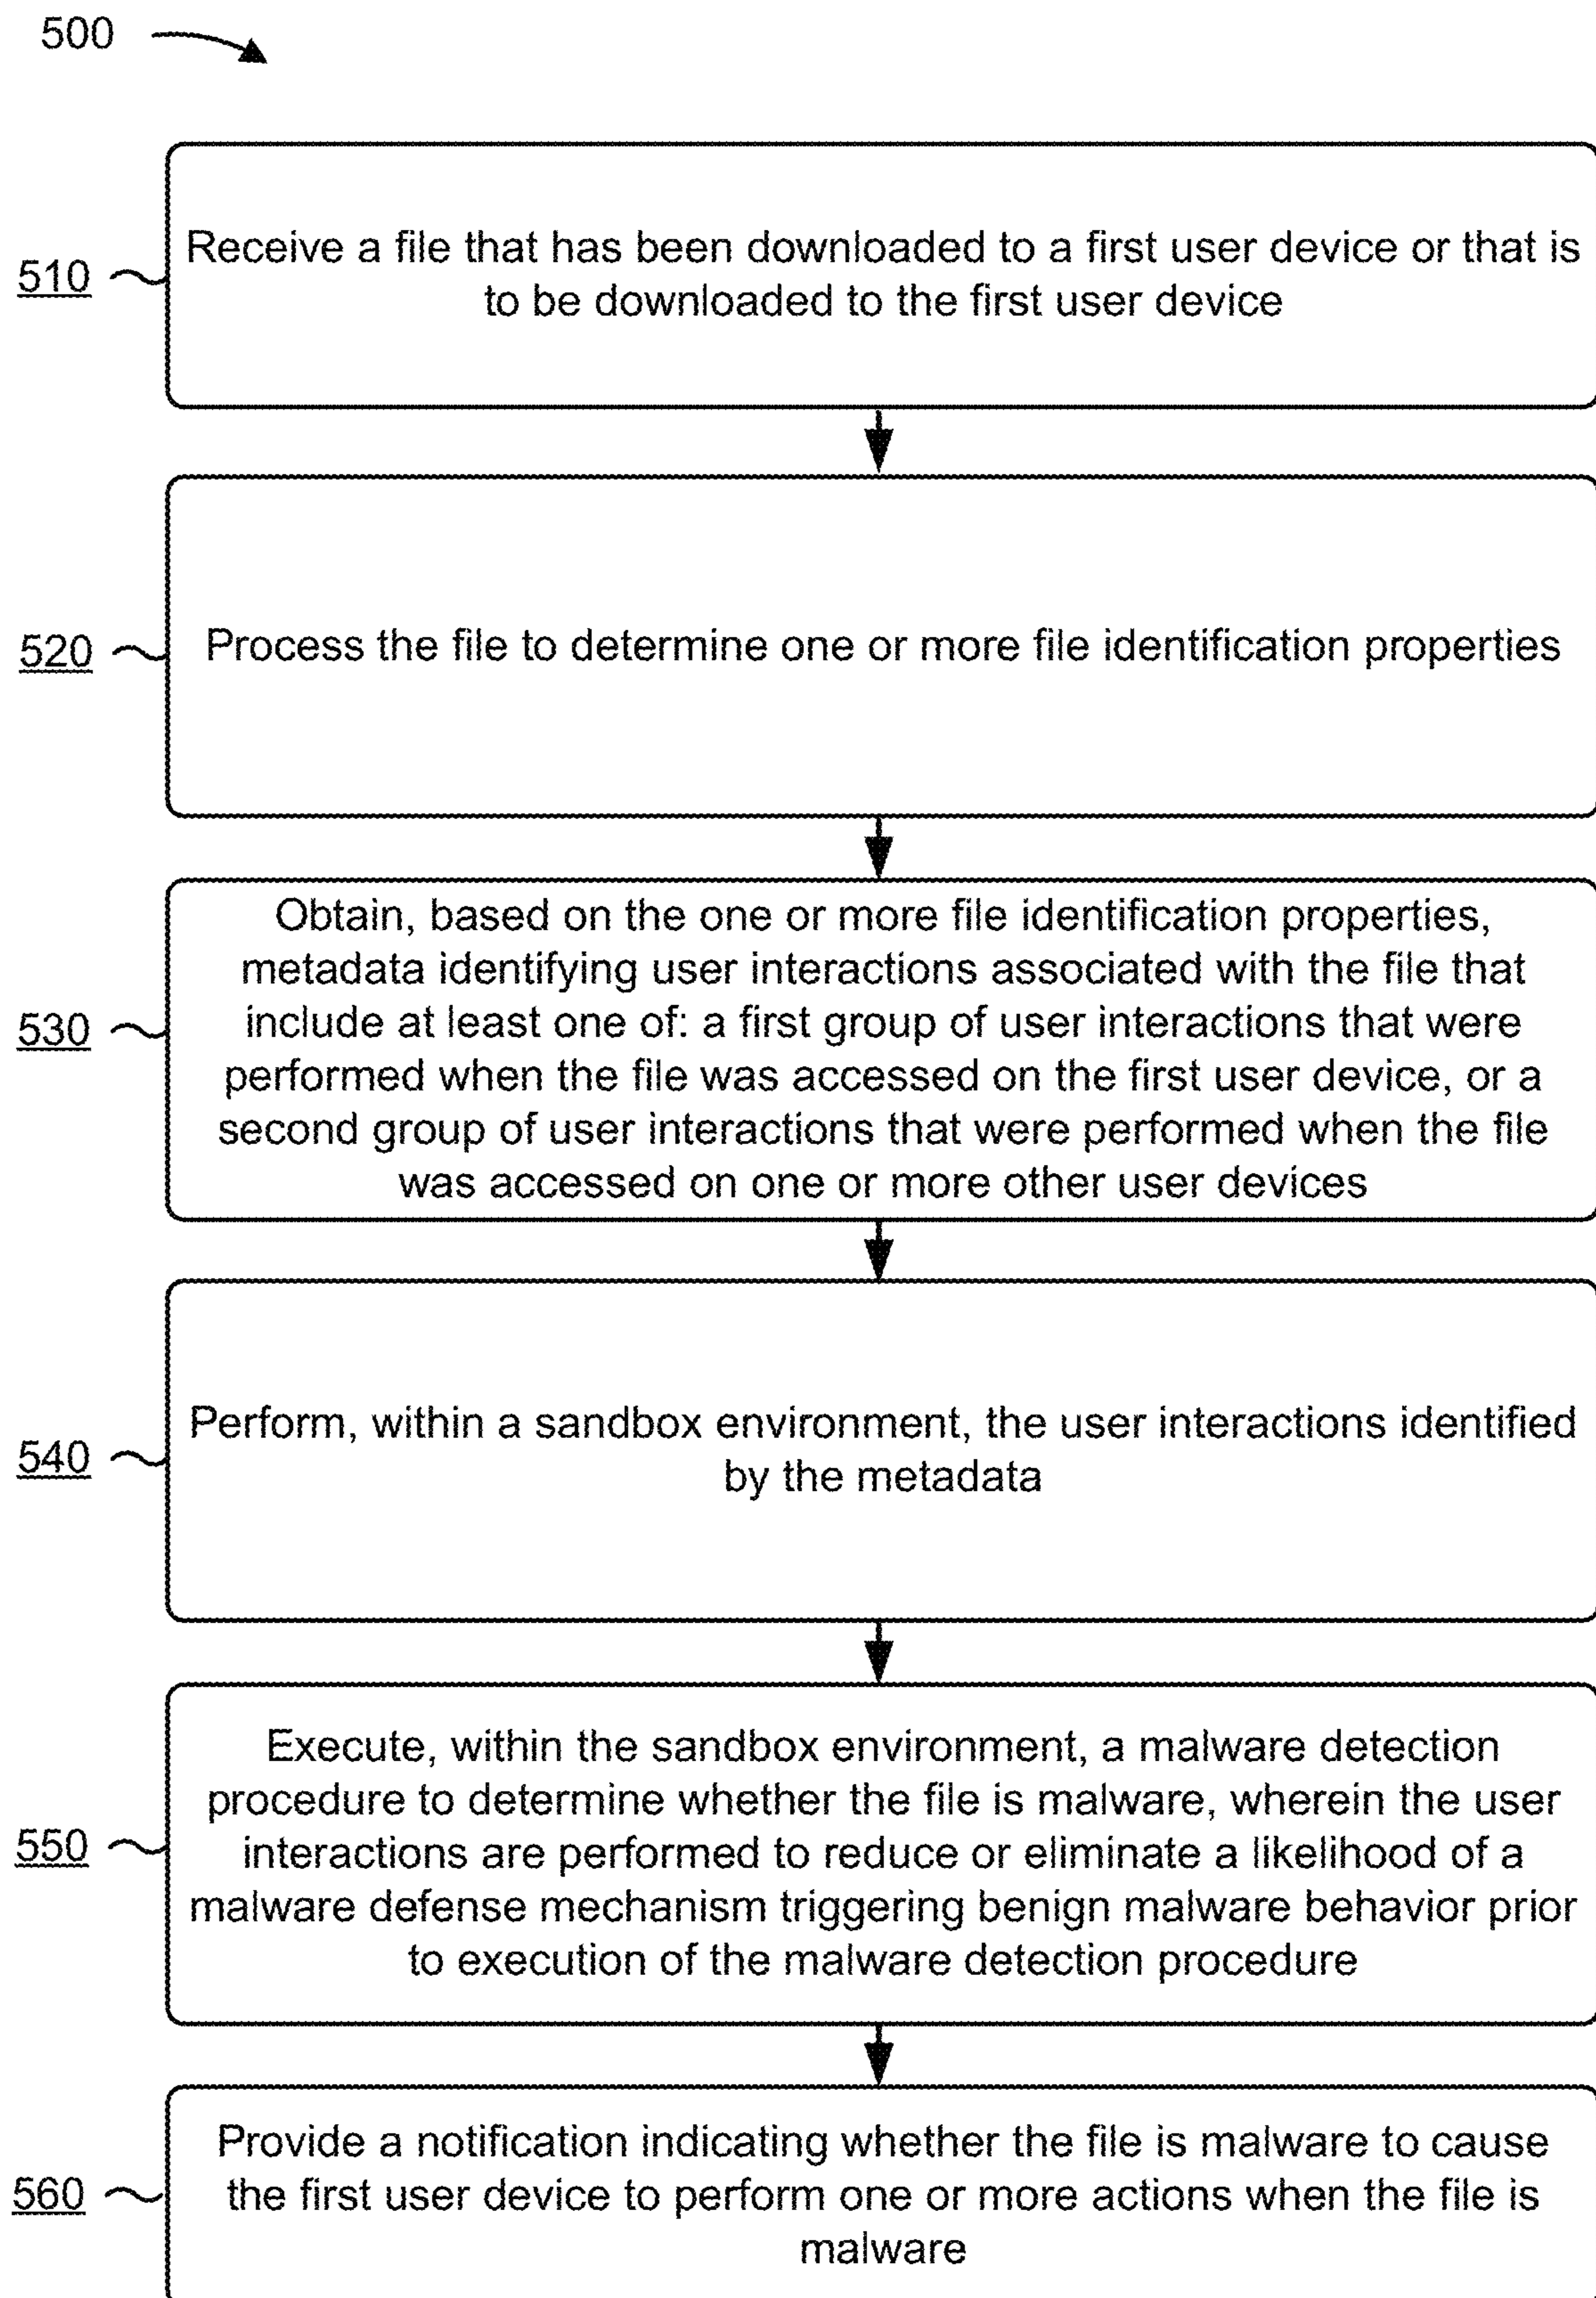 500
510
Receive a file that has been downloaded to a first user device or that is
to be downloaded to the first user device
520
Process the file to determine one or more file identification properties
530
Obtain, based on the one or more file identification properties,
metadata identifying user interactions associated with the file that
include at least one of: a first group of user interactions that were
performed when the file was accessed on the first user device, or a
second group of user interactions that were performed when the file
was accessed on one or more other user devices
540
Perform, within a sandbox environment, the user interactions identified
by the metadata
550
Execute, within the sandbox environment, a malware detection
procedure to determine whether the file is malware, wherein the user
interactions are performed to reduce or eliminate a likelihood of a
malware defense mechanism triggering benign malware behavior prior
to execution of the malware detection procedure
560
Provide a notification indicating whether the file is malware to cause
the first user device to perform one or more actions when the file is
malware